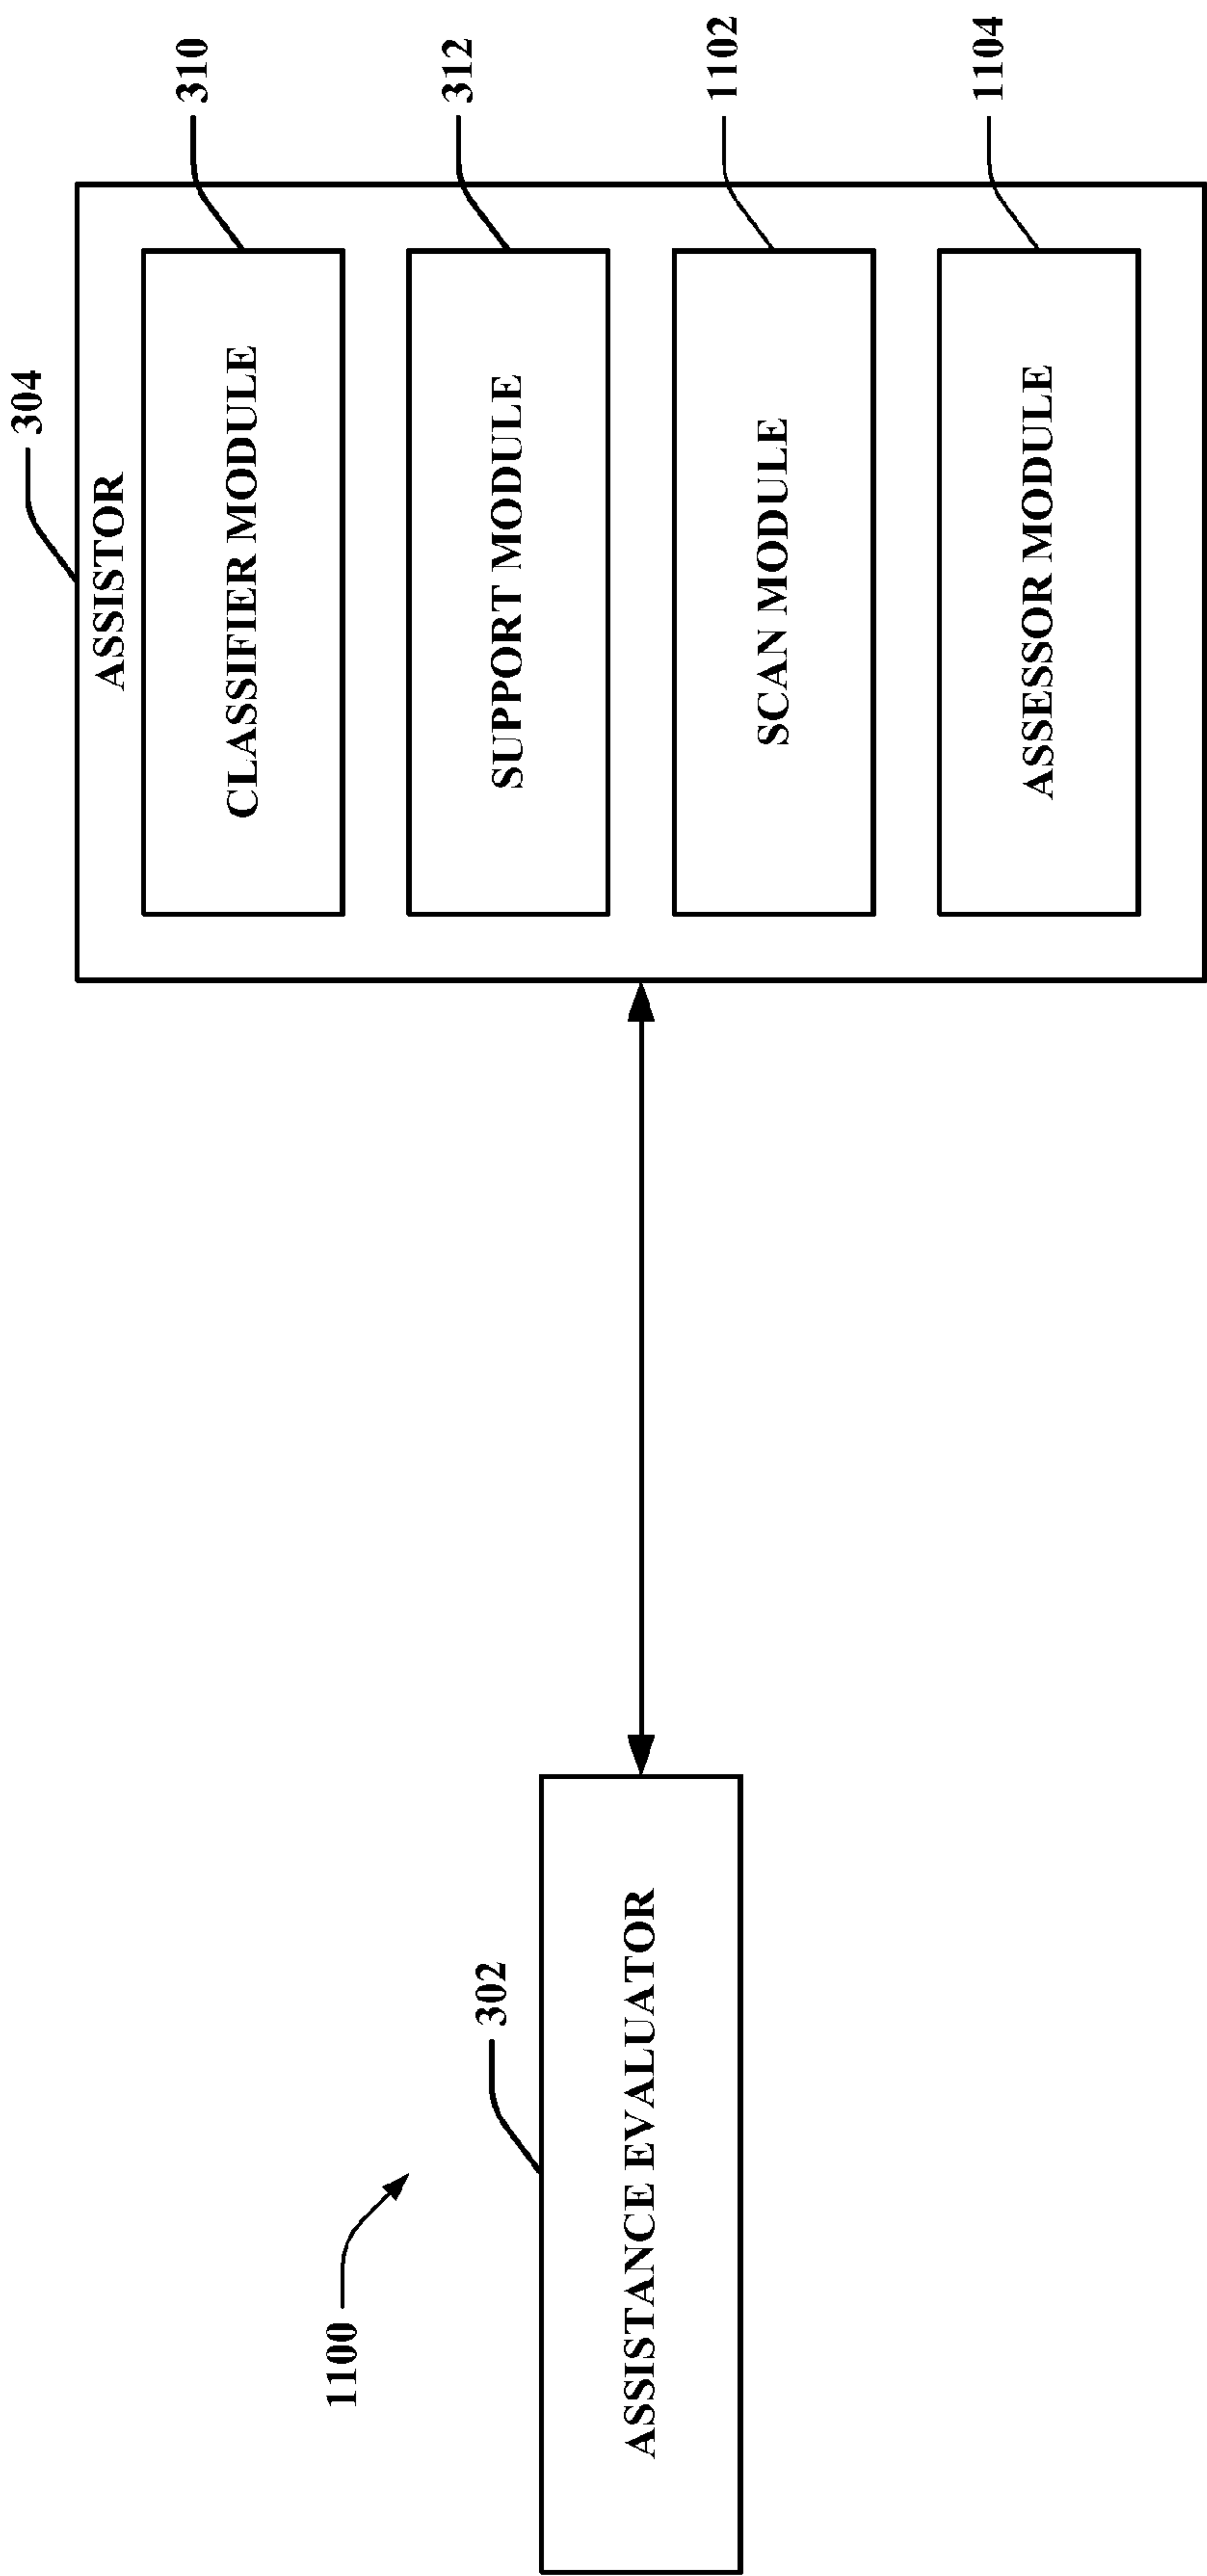 1100
302
ASSISTANCE EVALUATOR
304
ASSISTOR
310
CLASSIFIER MODULE
312
SUPPORT MODULE
1102
SCAN MODULE
1104
ASSESSOR MODULE